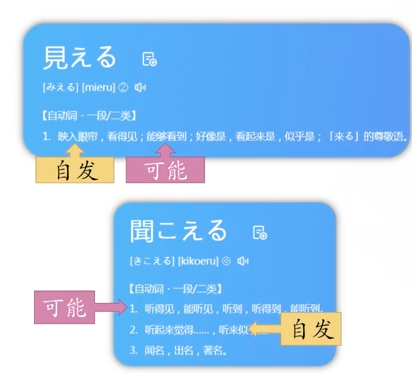 見える
[みえる] [mieru] ②
【自动词·一段/二类】
1. 映入眼帘，看得见；能够看到；好像是，看起来是，似乎是；「来る」的尊敬语。
自发
可能
聞こえる
[きこえる] [kikoeru] ◎
【自动词·一段/二类】
可能
1. 听得见，能听见，听到，听得到，能听到。
2. 听起来觉得……，听来似
自发
3. 闻名，出名，著名。